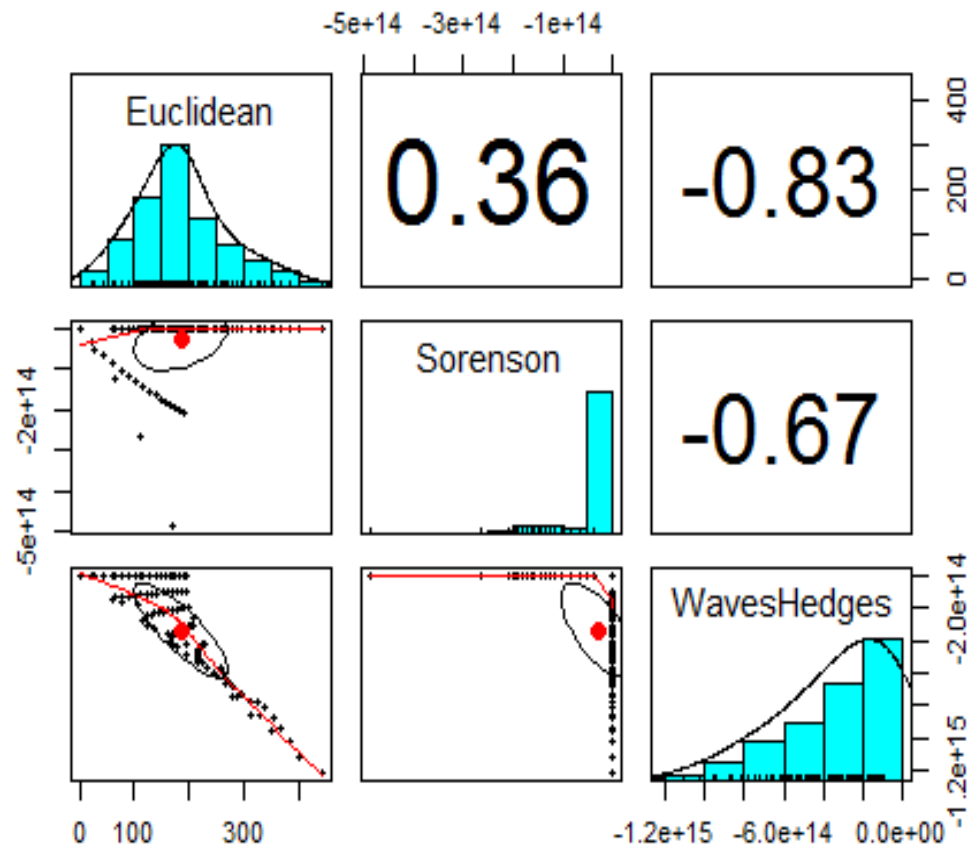 -5e+14 -3e+14 -1e+14
Euclidean
0.36
-0.83
0 200 400
Sorenson
-0.67
-5e+14 -2e+14
WavesHedges
-1.2e+15 -2.0e+14
0 100 300
-1.2e+15 -6.0e+14 0.0e+00